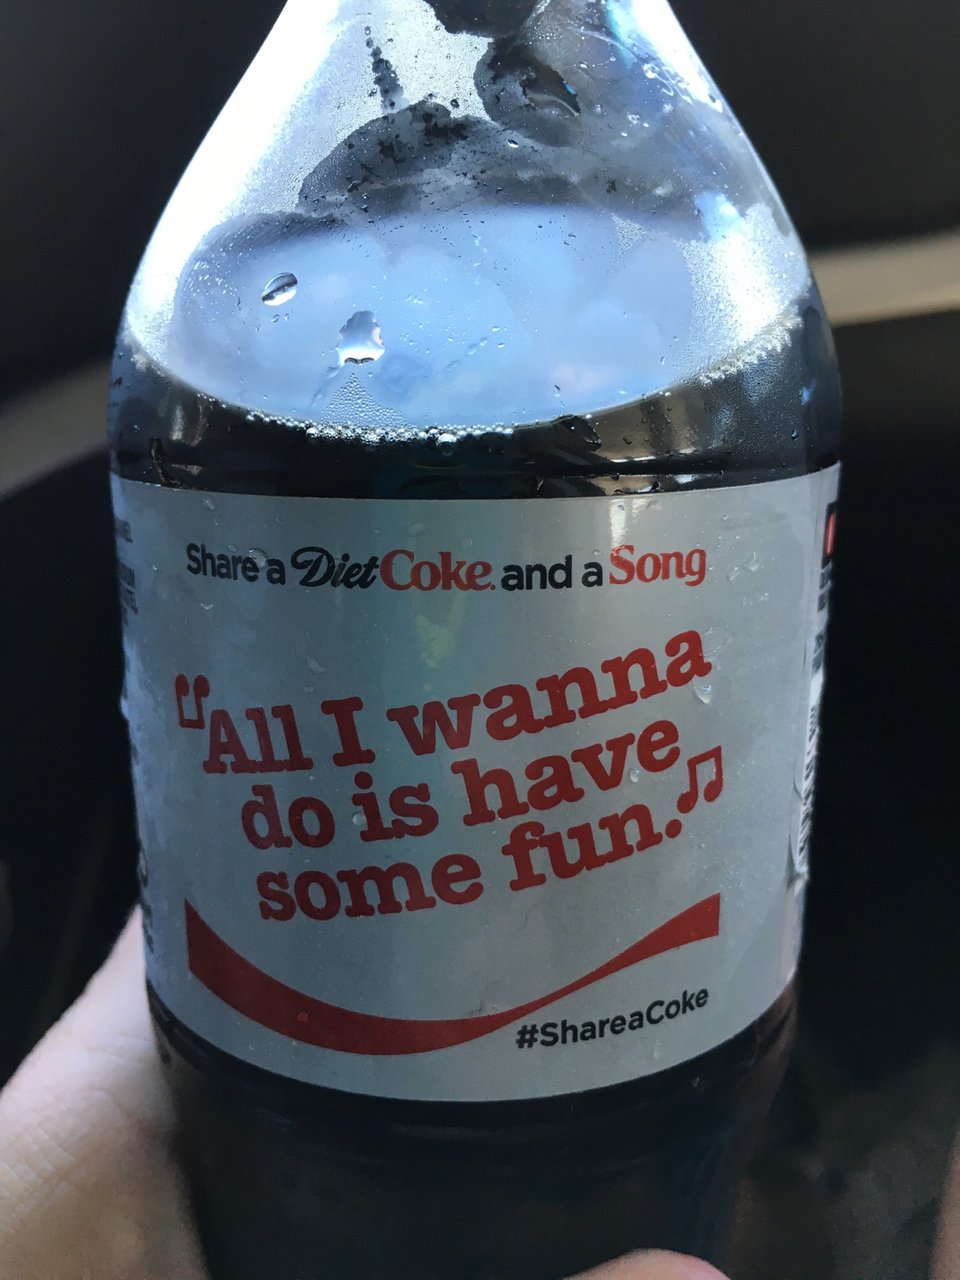 Share a Diet Coke and a Song
"All I wanna
do is have
some fun.
#ShareaCoke